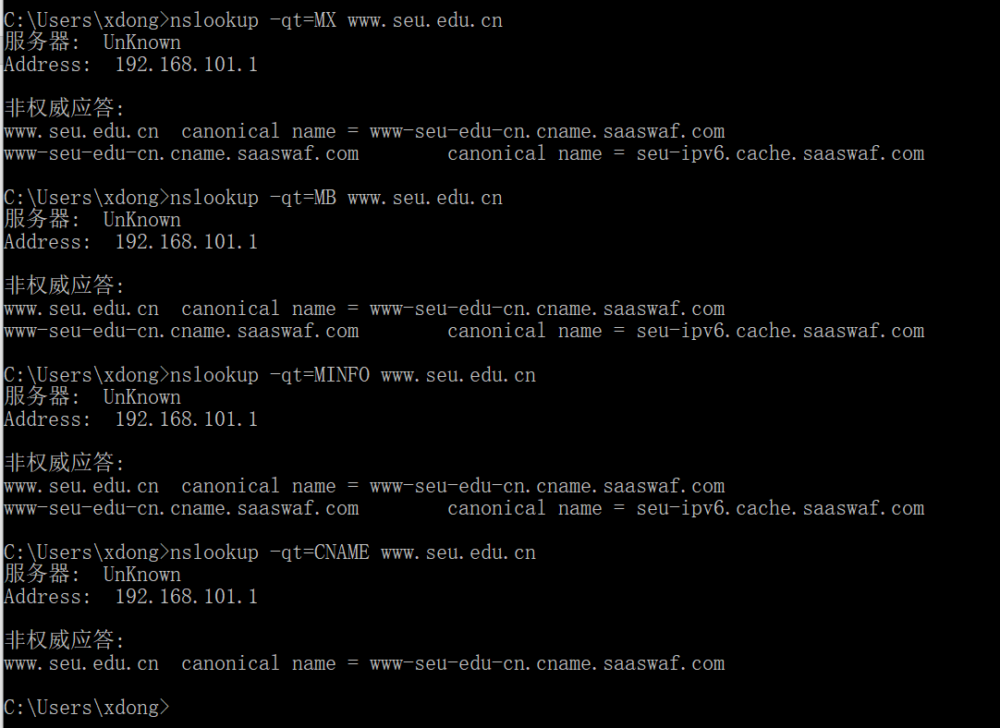 C:\Users\xdong>nslookup -qt=MX www.seu.edu.cn
服务器:  UnKnown
Address:  192.168.101.1
非权威应答:
www.seu.edu.cn  canonical name = www-seu-edu-cn.cname.saaswaf.com
www-seu-edu-cn.cname.saaswaf.com        canonical name = seu-ipv6.cache.saaswaf.com
C:\Users\xdong>nslookup -qt=MB www.seu.edu.cn
服务器:  UnKnown
Address:  192.168.101.1
非权威应答:
www.seu.edu.cn  canonical name = www-seu-edu-cn.cname.saaswaf.com
www-seu-edu-cn.cname.saaswaf.com        canonical name = seu-ipv6.cache.saaswaf.com
C:\Users\xdong>nslookup -qt=MINFO www.seu.edu.cn
服务器:  UnKnown
Address:  192.168.101.1
非权威应答:
www.seu.edu.cn  canonical name = www-seu-edu-cn.cname.saaswaf.com
www-seu-edu-cn.cname.saaswaf.com        canonical name = seu-ipv6.cache.saaswaf.com
C:\Users\xdong>nslookup -qt=CNAME www.seu.edu.cn
服务器:  UnKnown
Address:  192.168.101.1
非权威应答:
www.seu.edu.cn  canonical name = www-seu-edu-cn.cname.saaswaf.com
C:\Users\xdong>